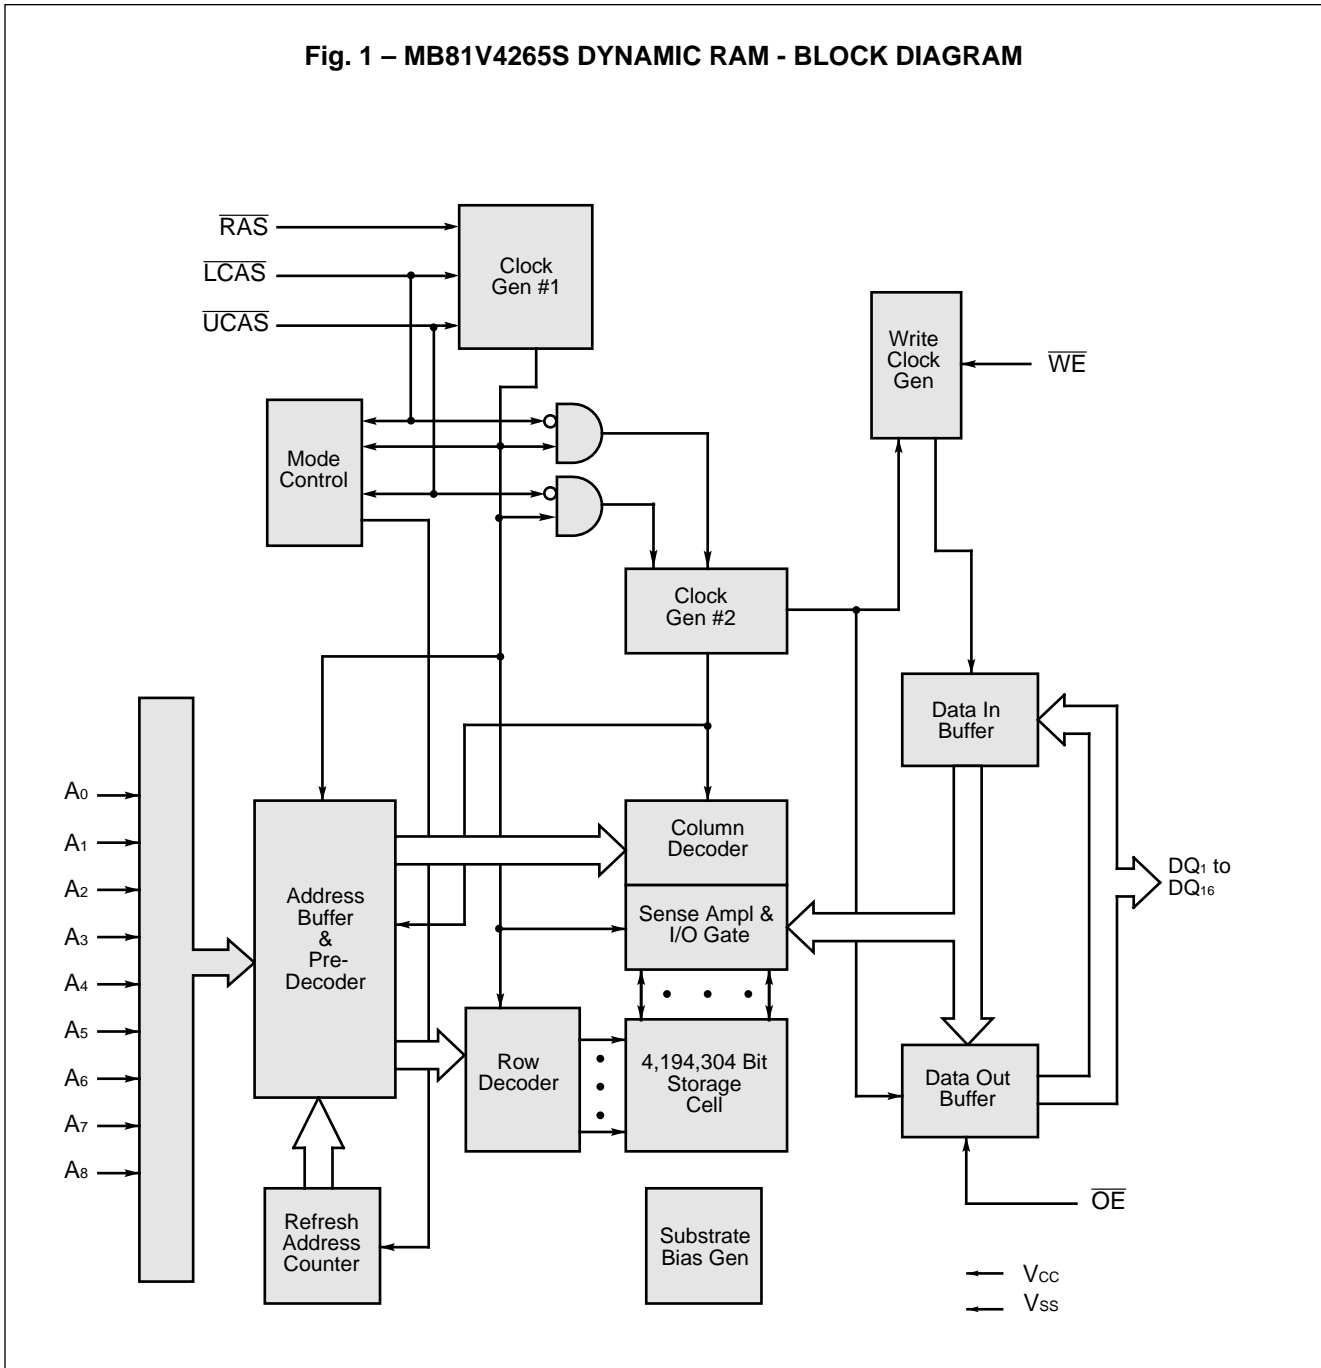 Fig. 1 – MB81V4265S DYNAMIC RAM - BLOCK DIAGRAM
RAS
LCAS
UCAS
Clock
Gen #1
Write
Clock
Gen
WE
Mode
Control
Clock
Gen #2
Data In
Buffer
A0
A1
A2
A3
A4
A5
A6
A7
A8
Address
Buffer
&
Pre-
Decoder
Column
Decoder
Sense Ampl &
I/O Gate
DQ1 to
DQ16
Row
Decoder
4,194,304 Bit
Storage
Cell
Data Out
Buffer
OE
Refresh
Address
Counter
Substrate
Bias Gen
VCC
VSS